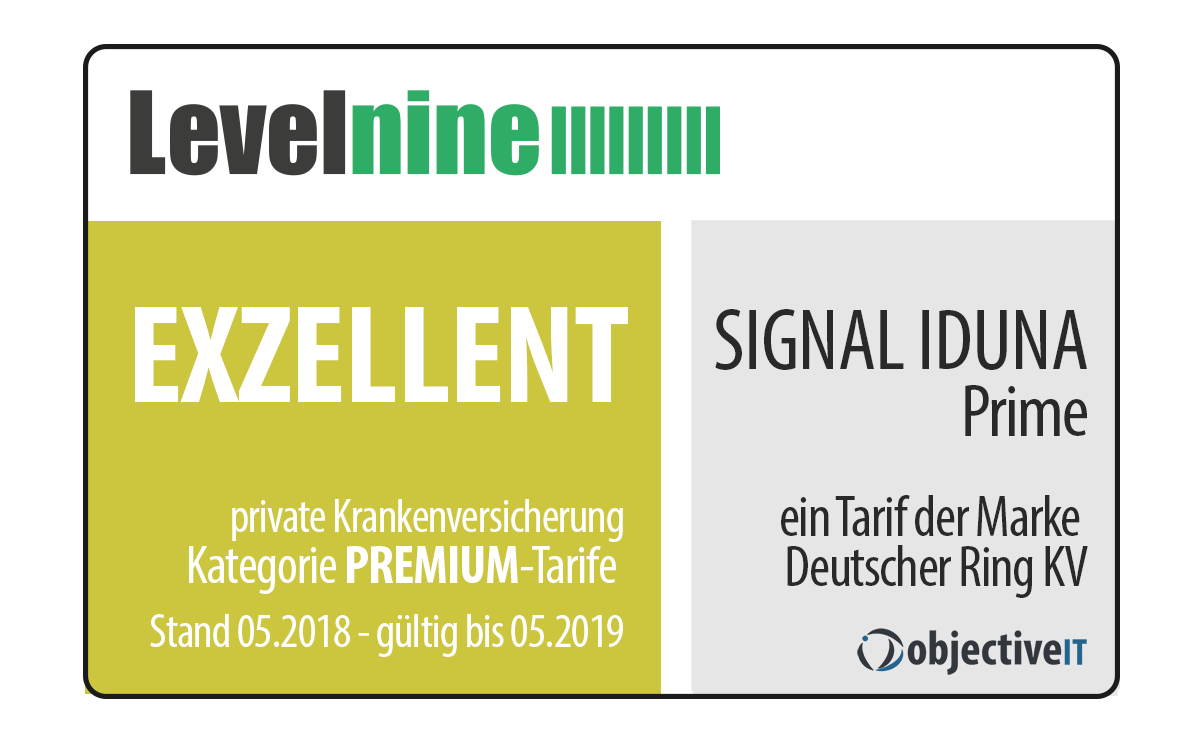 Levelnine
EXZELLENT
private Krankenversicherung
Kategorie PREMIUM-Tarife
Stand 05.2018 - gültig bis 05.2019
SIGNAL IDUNA
Prime
ein Tarif der Marke
Deutscher Ring KV
objectiveIT